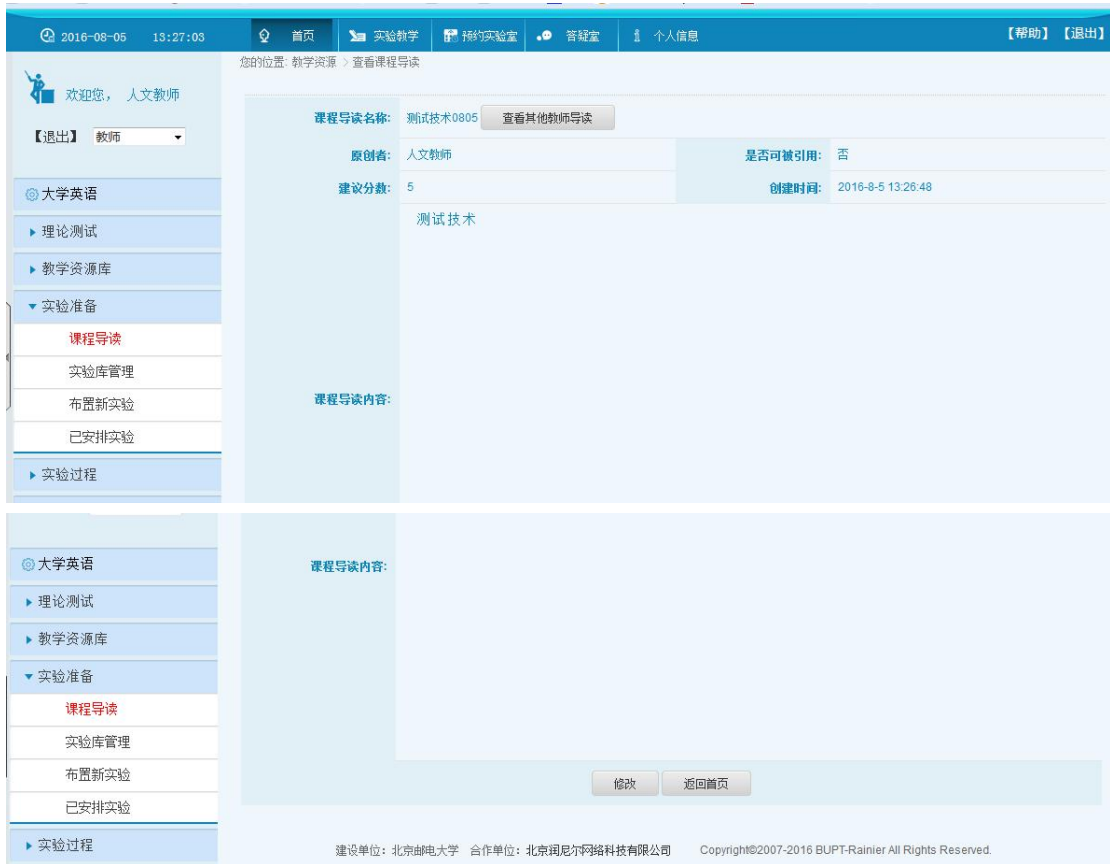 2016-08-05 13:27:03 首页 实验教学 预约实验室 答疑室 个人信息 【帮助】 【退出】
您的位置: 教学资源 > 查看课程导读
欢迎您， 人文教师
【退出】 教师
课程导读名称: 测试技术0805 查看其他教师导读
原创者: 人文教师 是否可被引用: 否
建议分数: 5 创建时间: 2016-8-5 13:26:48
测试技术
大学英语
理论测试
教学资源库
实验准备
课程导读
实验库管理
布置新实验
已安排实验
实验过程
课程导读内容:
大学英语
理论测试
教学资源库
实验准备
课程导读
实验库管理
布置新实验
已安排实验
实验过程
课程导读内容:
修改 返回首页
建设单位: 北京邮电大学 合作单位: 北京润尼尔网络科技有限公司 Copyright©2007-2016 BUPT-Rainier All Rights Reserved.